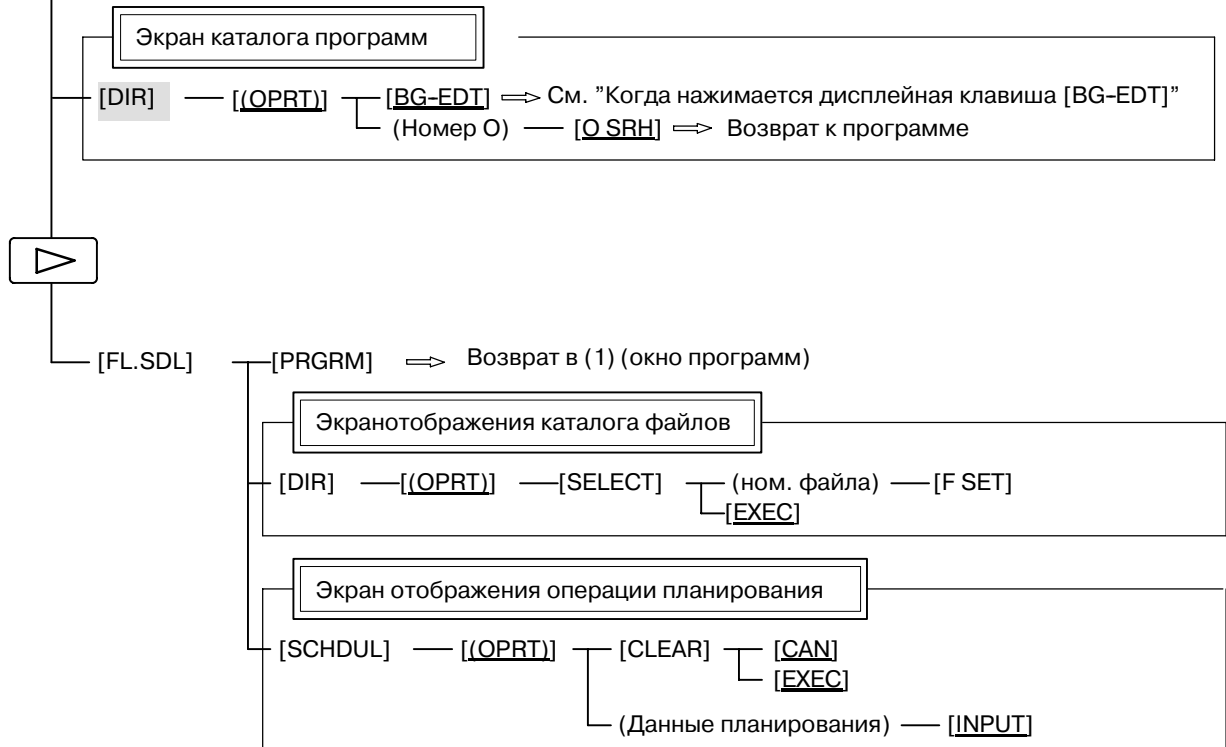 Экран каталога программ
[DIR] [(OPRT)] [BG-EDT] См. "Когда нажимается дисплейная клавиша [BG-EDT]"
(Номер O) [O SRH] Возврат к программе
[FL.SDL] [PRGRM] Возврат в (1) (окно программ)
Экранотображения каталога файлов
[DIR] [(OPRT)] [SELECT] (ном. файла) [F SET]
[EXEC]
Экран отображения операции планирования
[SCHDUL] [(OPRT)] [CLEAR] [CAN]
[EXEC]
(Данные планирования) [INPUT]